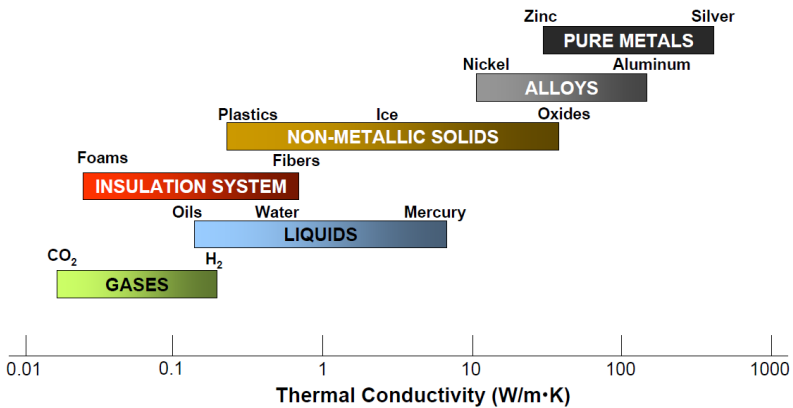 Zinc Silver
PURE METALS
Nickel Aluminum
ALLOYS
Plastics Ice Oxides
NON-METALLIC SOLIDS
Foams Fibers
INSULATION SYSTEM
Oils Water Mercury
LIQUIDS
CO₂ H₂
GASES
0.01 0.1 1 10 100 1000
Thermal Conductivity (W/m•K)